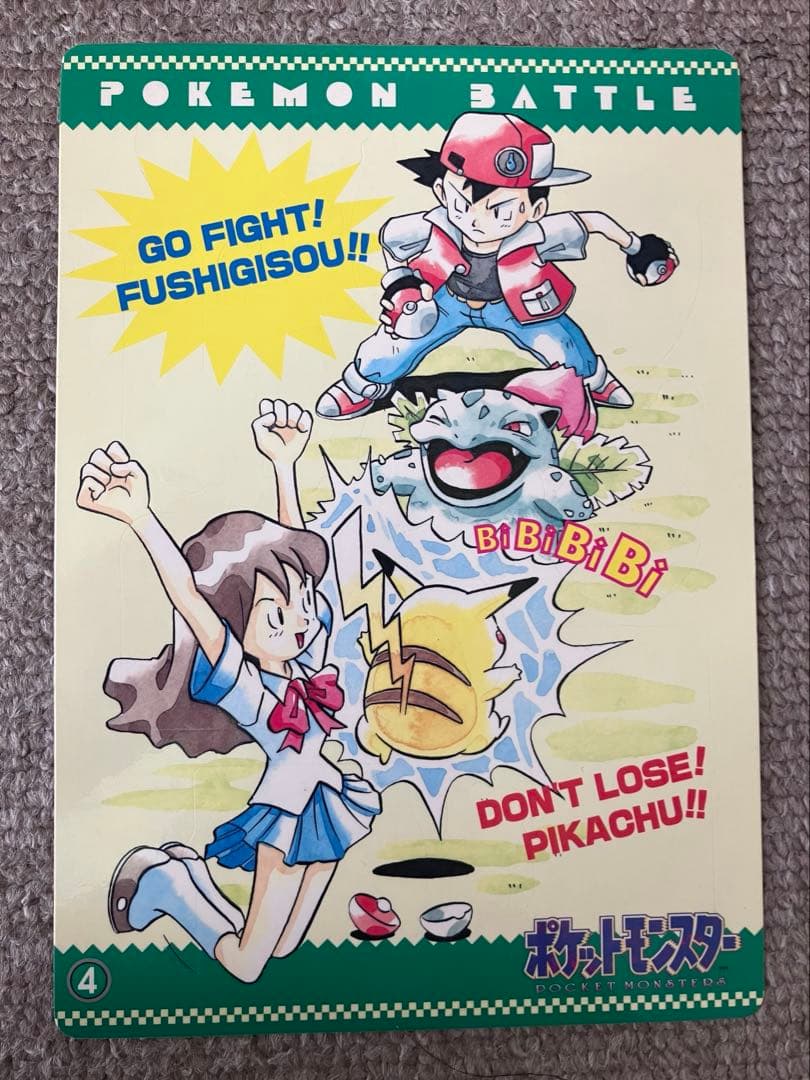 POKEMON BATTLE
GO FIGHT!
FUSHIGISOU!!
BiBiBiBi
DON'T LOSE!
PIKACHU!!
ポケットモンスター
POCKET MONSTERS
4